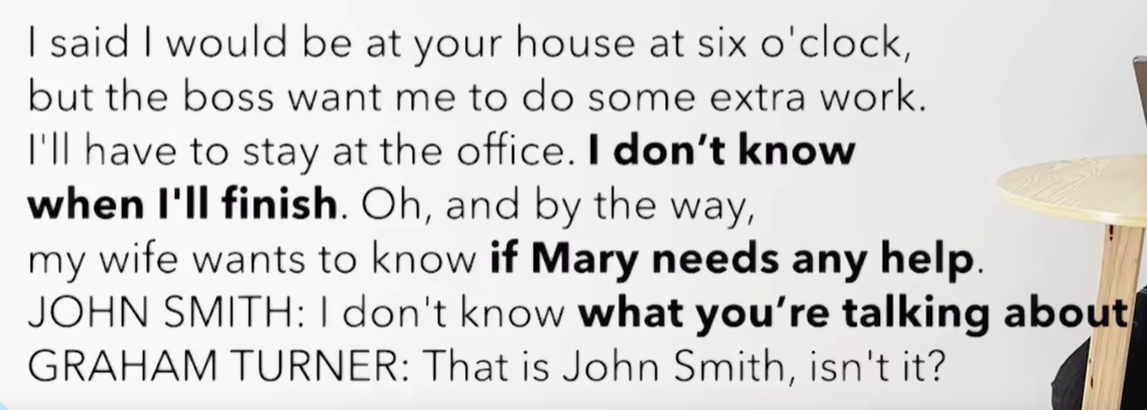 I said I would be at your house at six o'clock,
but the boss want me to do some extra work.
I'll have to stay at the office. I don’t know
when I'll finish. Oh, and by the way,
my wife wants to know if Mary needs any help.
JOHN SMITH: I don't know what you’re talking about
GRAHAM TURNER: That is John Smith, isn't it?